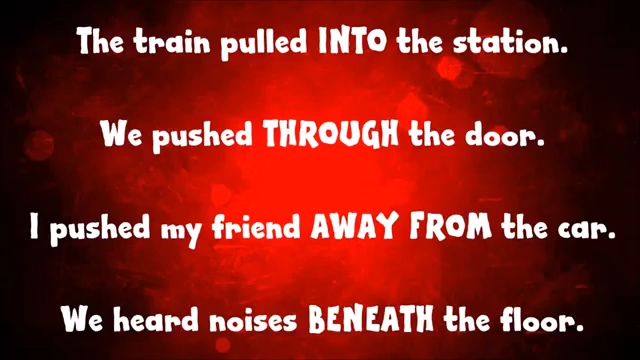 The train pulled INTO the station.
We pushed THROUGH the door.
I pushed my friend AWAY FROM the car.
We heard noises BENEATH the floor.